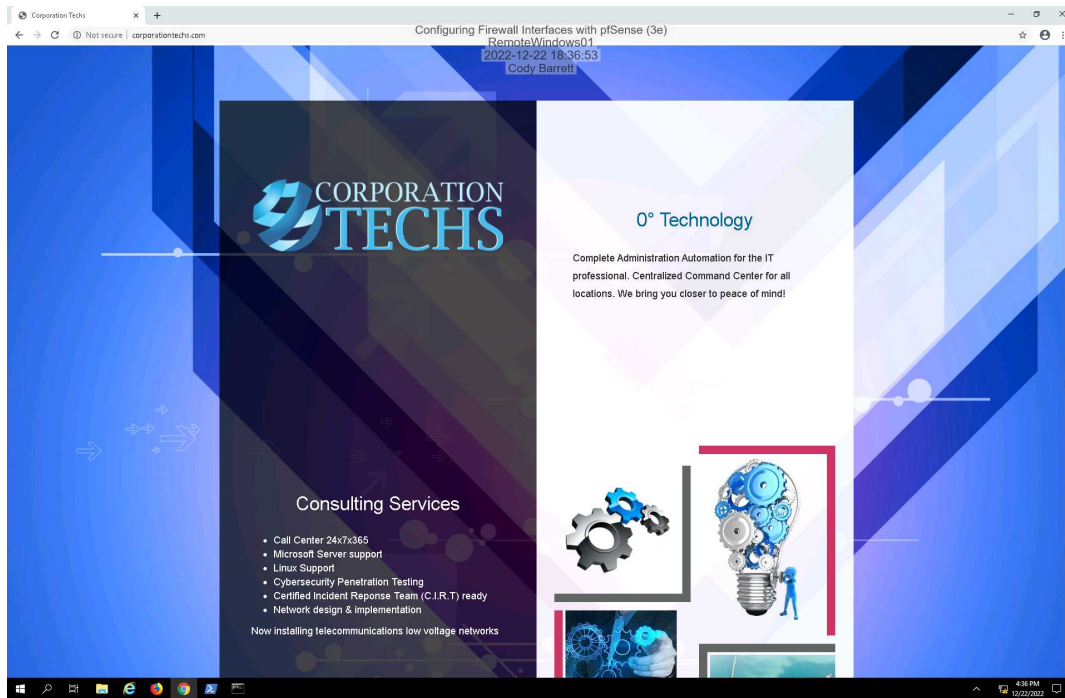 Corporation Techs
Not secure | corporationtechs.com
Configuring Firewall Interfaces with pfSense (3e)
RemoteWindows01
2022-12-22 18:36:53
Cody Barrett
CORPORATION
TECHS
0° Technology
Complete Administration Automation for the IT
professional. Centralized Command Center for all
locations. We bring you closer to peace of mind!
Consulting Services
• Call Center 24x7x365
• Microsoft Server support
• Linux Support
• Cybersecurity Penetration Testing
• Certified Incident Reponse Team (C.I.R.T) ready
• Network design & implementation
Now installing telecommunications low voltage networks
4:36 PM
12/22/2022